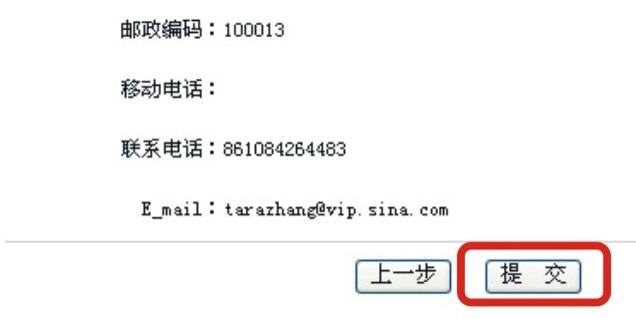 邮政编码：100013
移动电话：
联系电话：861084264483
E_mail：tarazhang@vip.sina.com
上一步 提 交